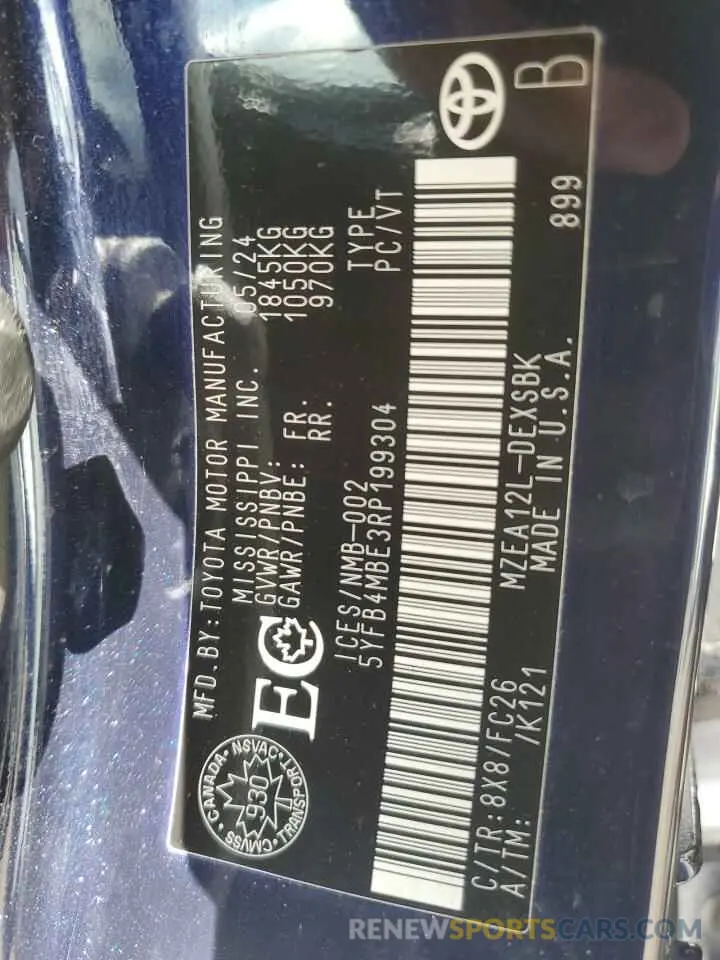 MFD.BY:TOYOTA MOTOR MANUFACTURING
MISSISSIPPI INC. 05/24
GVWR/PNBV: 1845KG
GAWR/PNBE: FR. 1050KG
RR. 970KG
CANADA • NSVAC • TRANSPORT • CMVSS
930
EC
ICES/NMB-002 TYPE
5YFB4MBE3RP199304 PC/VT
C/TR:8X8/FC26 MZEA12L-DEXSBK
A/TM: /K121 MADE IN U.S.A. 899
B
RENEWSPORTSCARS.COM